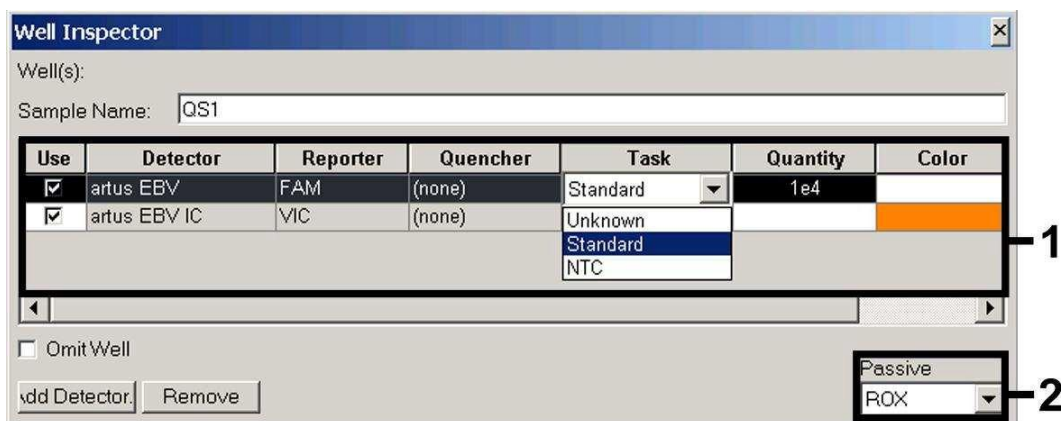 Well Inspector
Well(s):
Sample Name: QS1
Use Detector Reporter Quencher Task Quantity Color
artus EBV FAM (none) Standard 1e4
artus EBV IC VIC (none) Unknown
Standard
NTC
1
Omit Well
Passive
Add Detector. Remove ROX
2